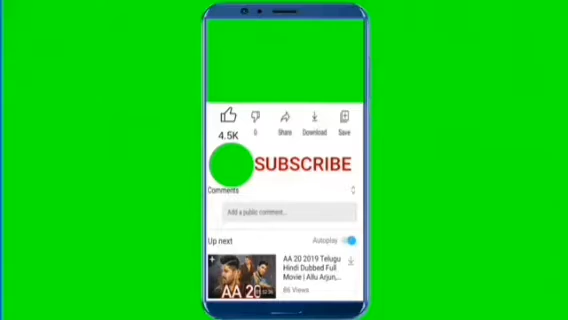 4.5K
0 Share Download Save
SUBSCRIBE
Comments
Add a public comment...
Up next Autoplay
AA 20 2019 Telugu
Hindi Dubbed Full
Movie | Allu Arjun,...
86 Views
AA 20